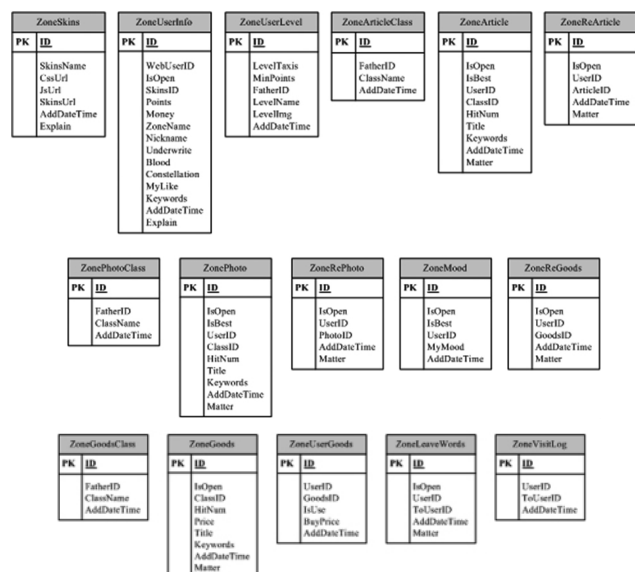 ZoneSkins
PK ID
SkinsName
CssUrl
JsUrl
SkinsUrl
AddDateTime
Explain
ZoneUserInfo
PK ID
WebUserID
IsOpen
SkinsID
Points
Money
ZoneName
Nickname
Underwrite
Blood
Constellation
MyLike
Keywords
AddDateTime
Explain
ZoneUserLevel
PK ID
LevelTaxis
MinPoints
FatherID
LevelName
LevelImg
AddDateTime
ZoneArticleClass
PK ID
FatherID
ClassName
AddDateTime
ZoneArticle
PK ID
IsOpen
IsBest
UserID
ClassID
HitNum
Title
Keywords
AddDateTime
Matter
ZoneReArticle
PK ID
IsOpen
UserID
ArticleID
AddDateTime
Matter
ZonePhotoClass
PK ID
FatherID
ClassName
AddDateTime
ZonePhoto
PK ID
IsOpen
IsBest
UserID
ClassID
HitNum
Title
Keywords
AddDateTime
Matter
ZoneRePhoto
PK ID
IsOpen
UserID
PhotoID
AddDateTime
Matter
ZoneMood
PK ID
IsOpen
IsBest
UserID
MyMood
AddDateTime
ZoneReGoods
PK ID
IsOpen
UserID
GoodsID
AddDateTime
Matter
ZoneGoodsClass
PK ID
FatherID
ClassName
AddDateTime
ZoneGoods
PK ID
IsOpen
ClassID
HitNum
Price
Title
Keywords
AddDateTime
Matter
ZoneUserGoods
PK ID
UserID
GoodsID
IsUse
BuyPrice
AddDateTime
ZoneLeaveWords
PK ID
IsOpen
UserID
ToUserID
AddDateTime
Matter
ZoneVisitLog
PK ID
UserID
ToUserID
AddDateTime